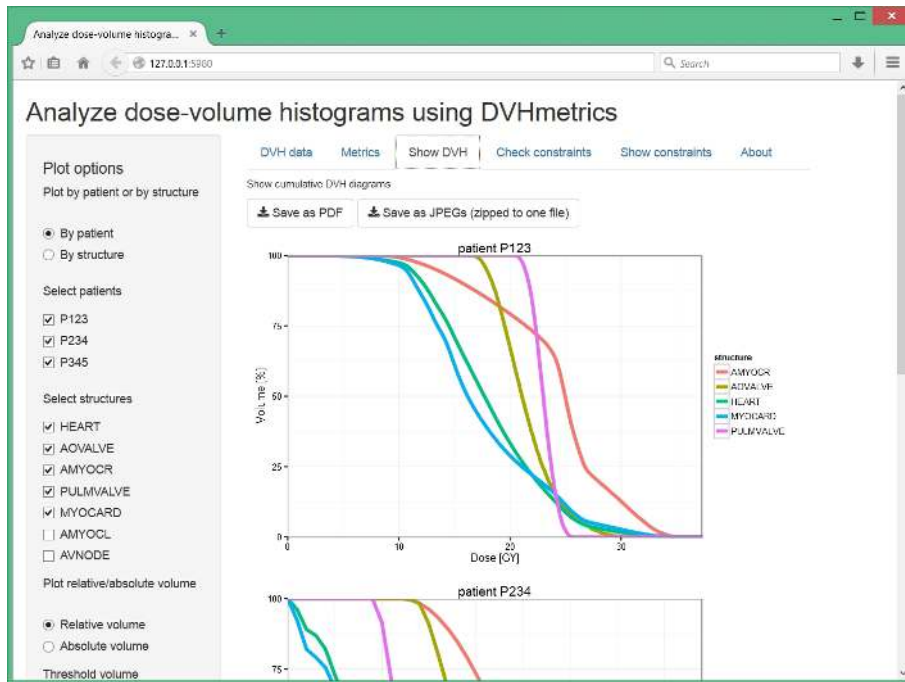 Analyze dose-volume histogra...
127.0.0.1:5960
Search
Analyze dose-volume histograms using DVHmetrics
Plot options
Plot by patient or by structure
By patient
By structure
Select patients
P123
P234
P345
Select structures
HEART
AOVALVE
AMYOCR
PULMVALVE
MYOCARD
AMYOCL
AVNODE
Plot relative/absolute volume
Relative volume
Absolute volume
Threshold volume
DVH data Metrics Show DVH Check constraints Show constraints About
Show cumulative DVH diagrams
Save as PDF Save as JPEGs (zipped to one file)
patient P123
100
75
50
25
0
Volume [%]
0 10 20 30
Dose [GY]
structure
AMYOCR
AOVALVE
HEART
MYOCARD
PULMVALVE
patient P234
100
75